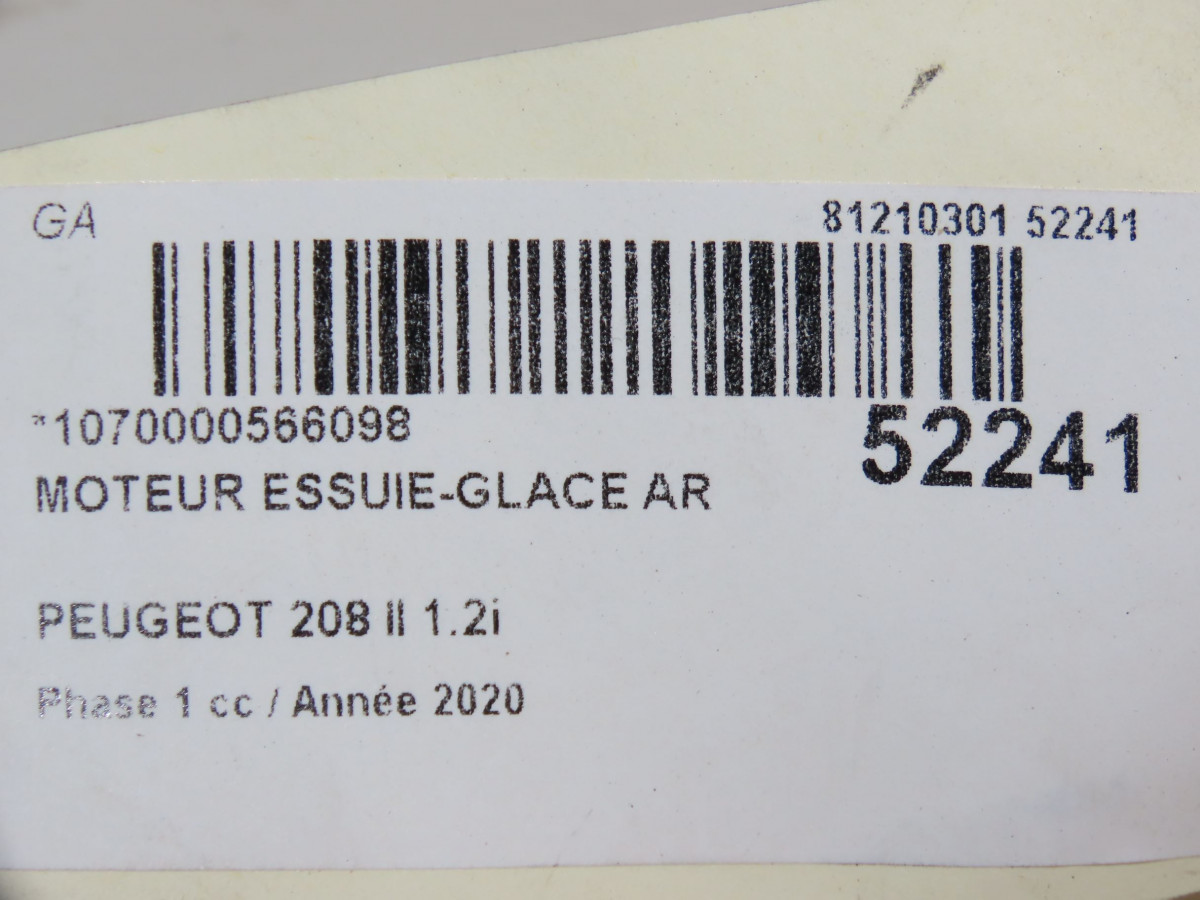 GA
81210301 52241
*1070000566098
52241
MOTEUR ESSUIE-GLACE AR
PEUGEOT 208 II 1.2i
Phase 1 cc / Année 2020